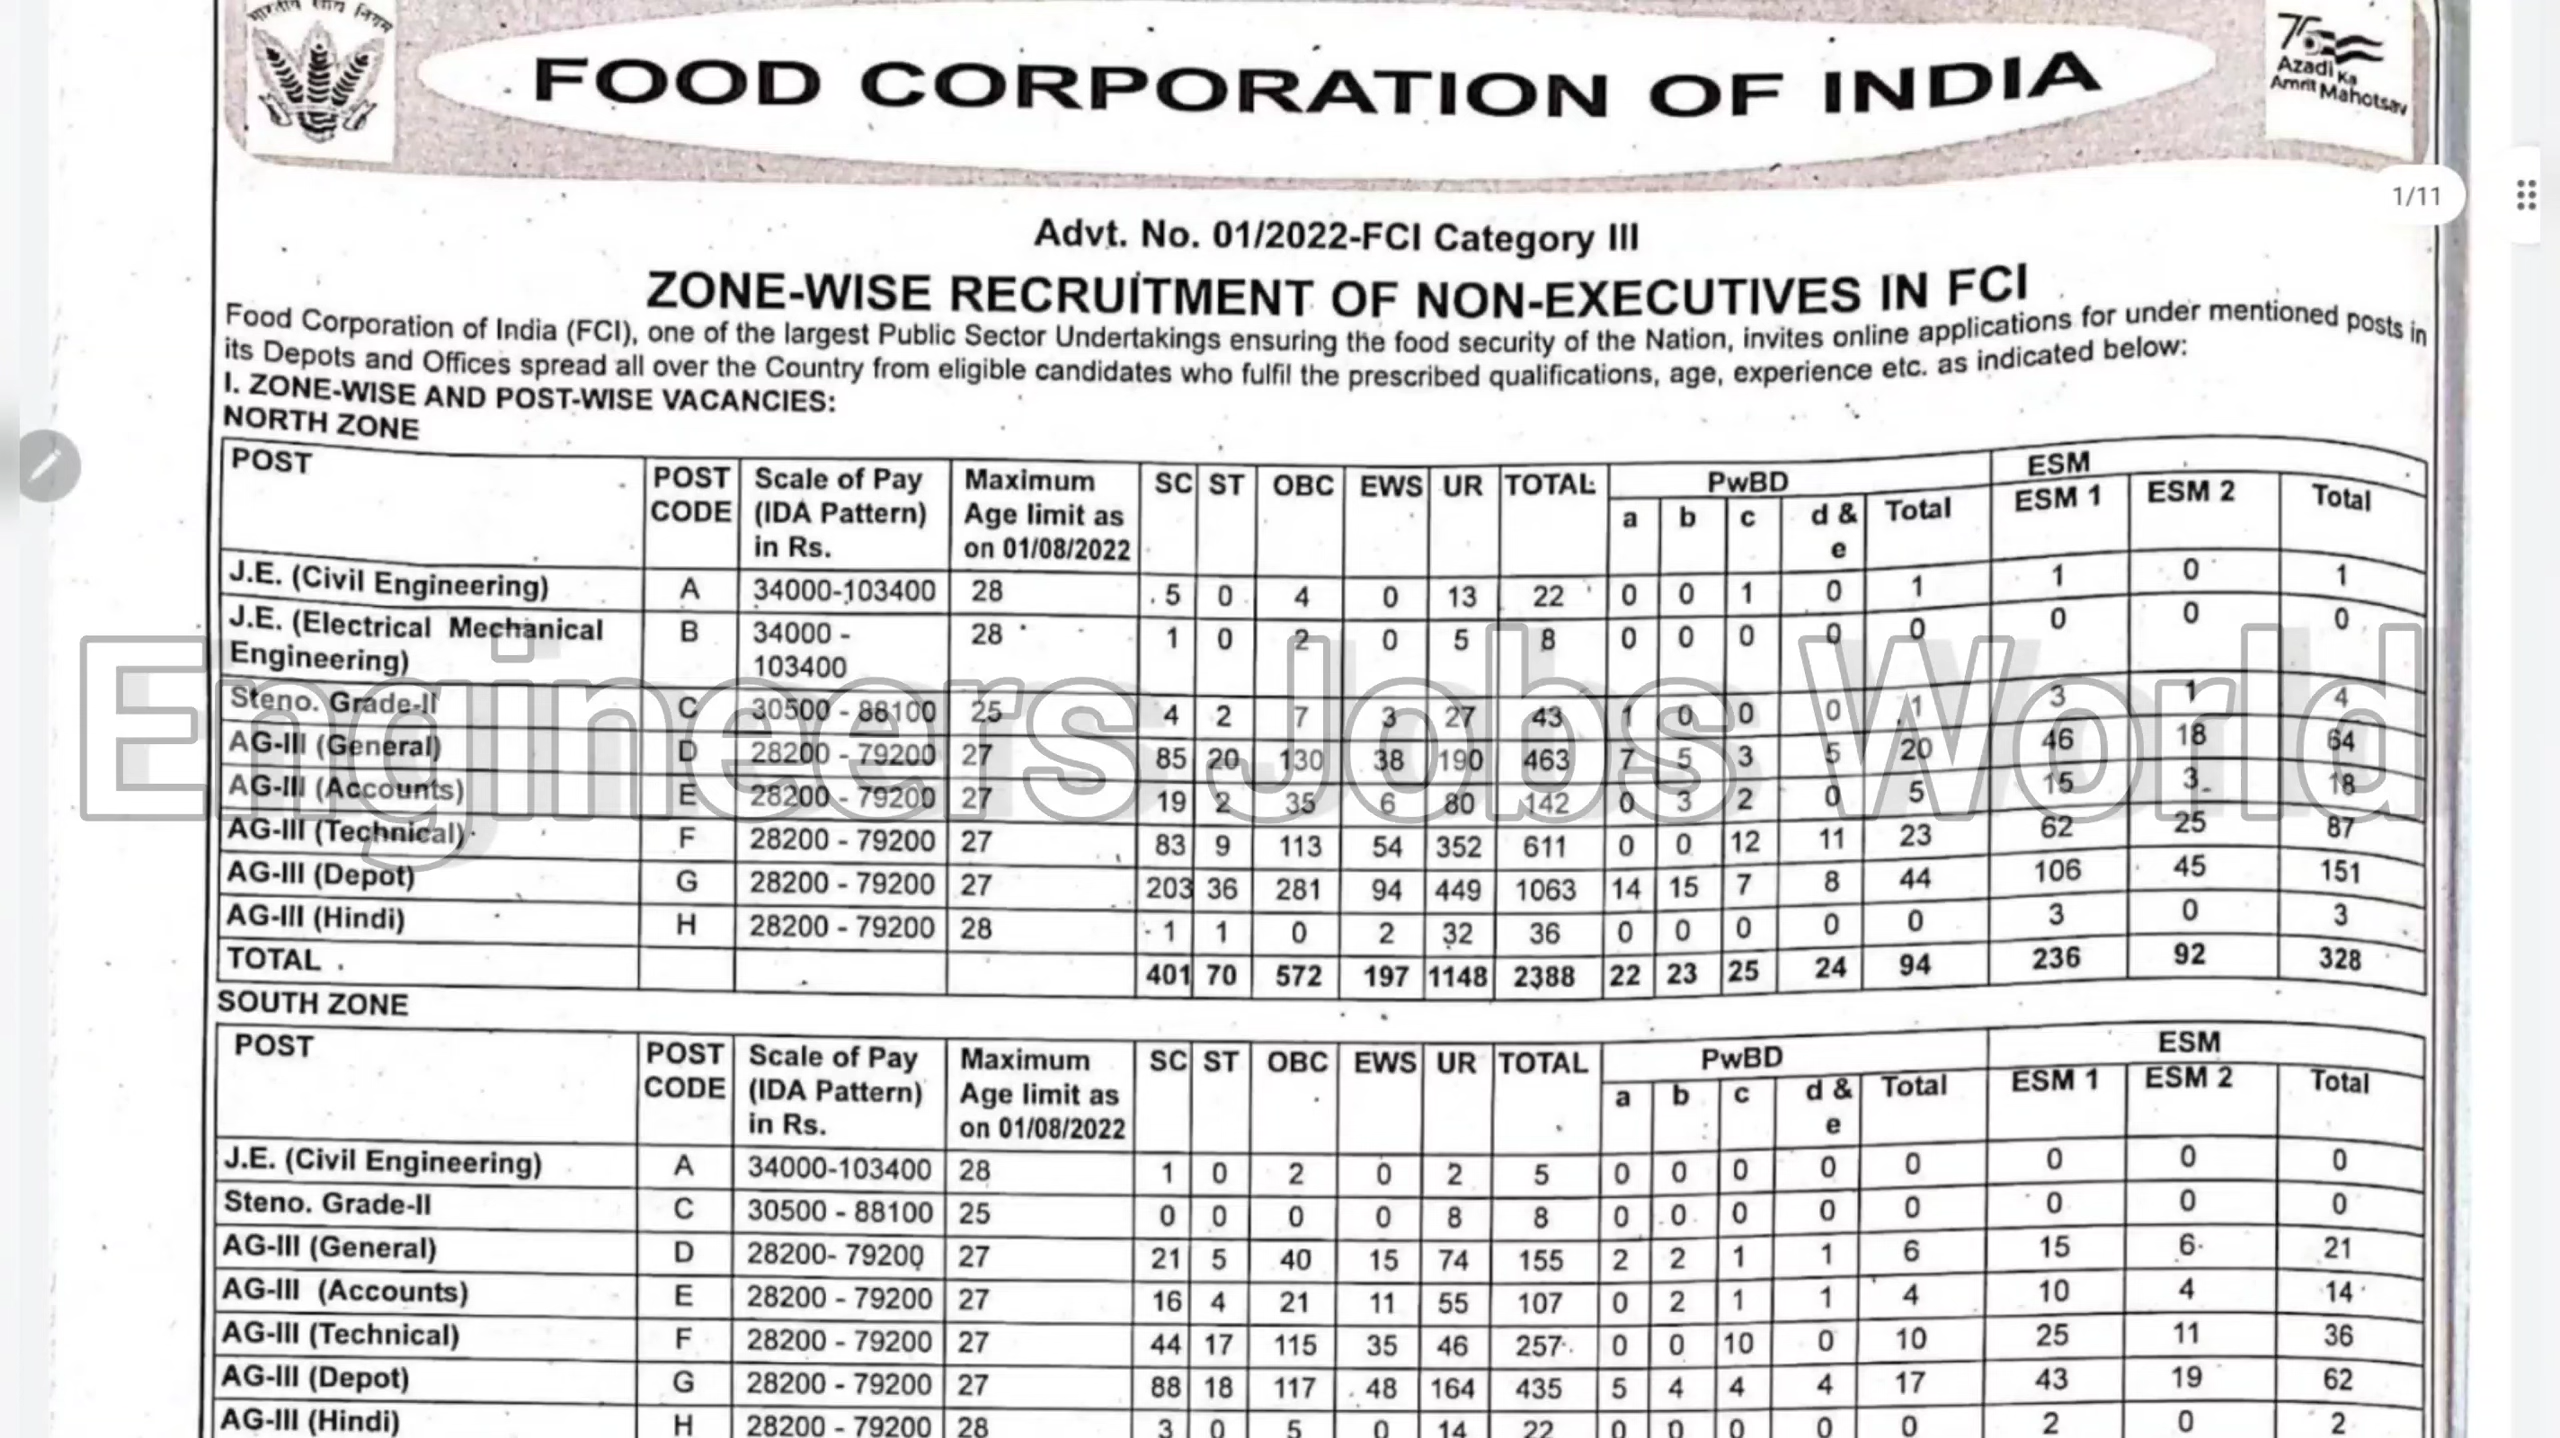 भारतीय खाद्य निगम
FOOD CORPORATION OF INDIA
75
Azadi Ka
Amrit Mahotsav
1/11
Advt. No. 01/2022-FCI Category III
ZONE-WISE RECRUITMENT OF NON-EXECUTIVES IN FCI
Food Corporation of India (FCI), one of the largest Public Sector Undertakings ensuring the food security of the Nation, invites online applications for under mentioned posts in
its Depots and Offices spread all over the Country from eligible candidates who fulfil the prescribed qualifications, age, experience etc. as indicated below:
I. ZONE-WISE AND POST-WISE VACANCIES:
NORTH ZONE
POST POST CODE Scale of Pay (IDA Pattern) in Rs. Maximum Age limit as on 01/08/2022 SC ST OBC EWS UR TOTAL PwBD ESM
a b c d & e Total ESM 1 ESM 2 Total
J.E. (Civil Engineering) A 34000-103400 28 5 0 4 0 13 22 0 0 1 0 1 1 0 1
J.E. (Electrical Mechanical Engineering) B 34000 - 103400 28 1 0 2 0 5 8 0 0 0 0 0 0 0 0
Steno. Grade-II C 30500 - 88100 25 4 2 7 3 27 43 1 0 0 0 1 3 1 4
AG-III (General) D 28200 - 79200 27 85 20 130 38 190 463 7 5 3 5 20 46 18 64
AG-III (Accounts) E 28200 - 79200 27 19 2 35 6 80 142 0 3 2 0 5 15 3 18
AG-III (Technical) F 28200 - 79200 27 83 9 113 54 352 611 0 0 12 11 23 62 25 87
AG-III (Depot) G 28200 - 79200 27 203 36 281 94 449 1063 14 15 7 8 44 106 45 151
AG-III (Hindi) H 28200 - 79200 28 1 1 0 2 32 36 0 0 0 0 0 3 0 3
TOTAL 401 70 572 197 1148 2388 22 23 25 24 94 236 92 328
Engineers Jobs World
SOUTH ZONE
POST POST CODE Scale of Pay (IDA Pattern) in Rs. Maximum Age limit as on 01/08/2022 SC ST OBC EWS UR TOTAL PwBD ESM
a b c d & e Total ESM 1 ESM 2 Total
J.E. (Civil Engineering) A 34000-103400 28 1 0 2 0 2 5 0 0 0 0 0 0 0 0
Steno. Grade-II C 30500 - 88100 25 0 0 0 0 8 8 0 0 0 0 0 0 0 0
AG-III (General) D 28200- 79200 27 21 5 40 15 74 155 2 2 1 1 6 15 6 21
AG-III (Accounts) E 28200 - 79200 27 16 4 21 11 55 107 0 2 1 1 4 10 4 14
AG-III (Technical) F 28200 - 79200 27 44 17 115 35 46 257 0 0 10 0 10 25 11 36
AG-III (Depot) G 28200 - 79200 27 88 18 117 48 164 435 5 4 4 4 17 43 19 62
AG-III (Hindi) H 28200 - 79200 28 3 0 5 0 14 22 0 0 0 0 0 2 0 2